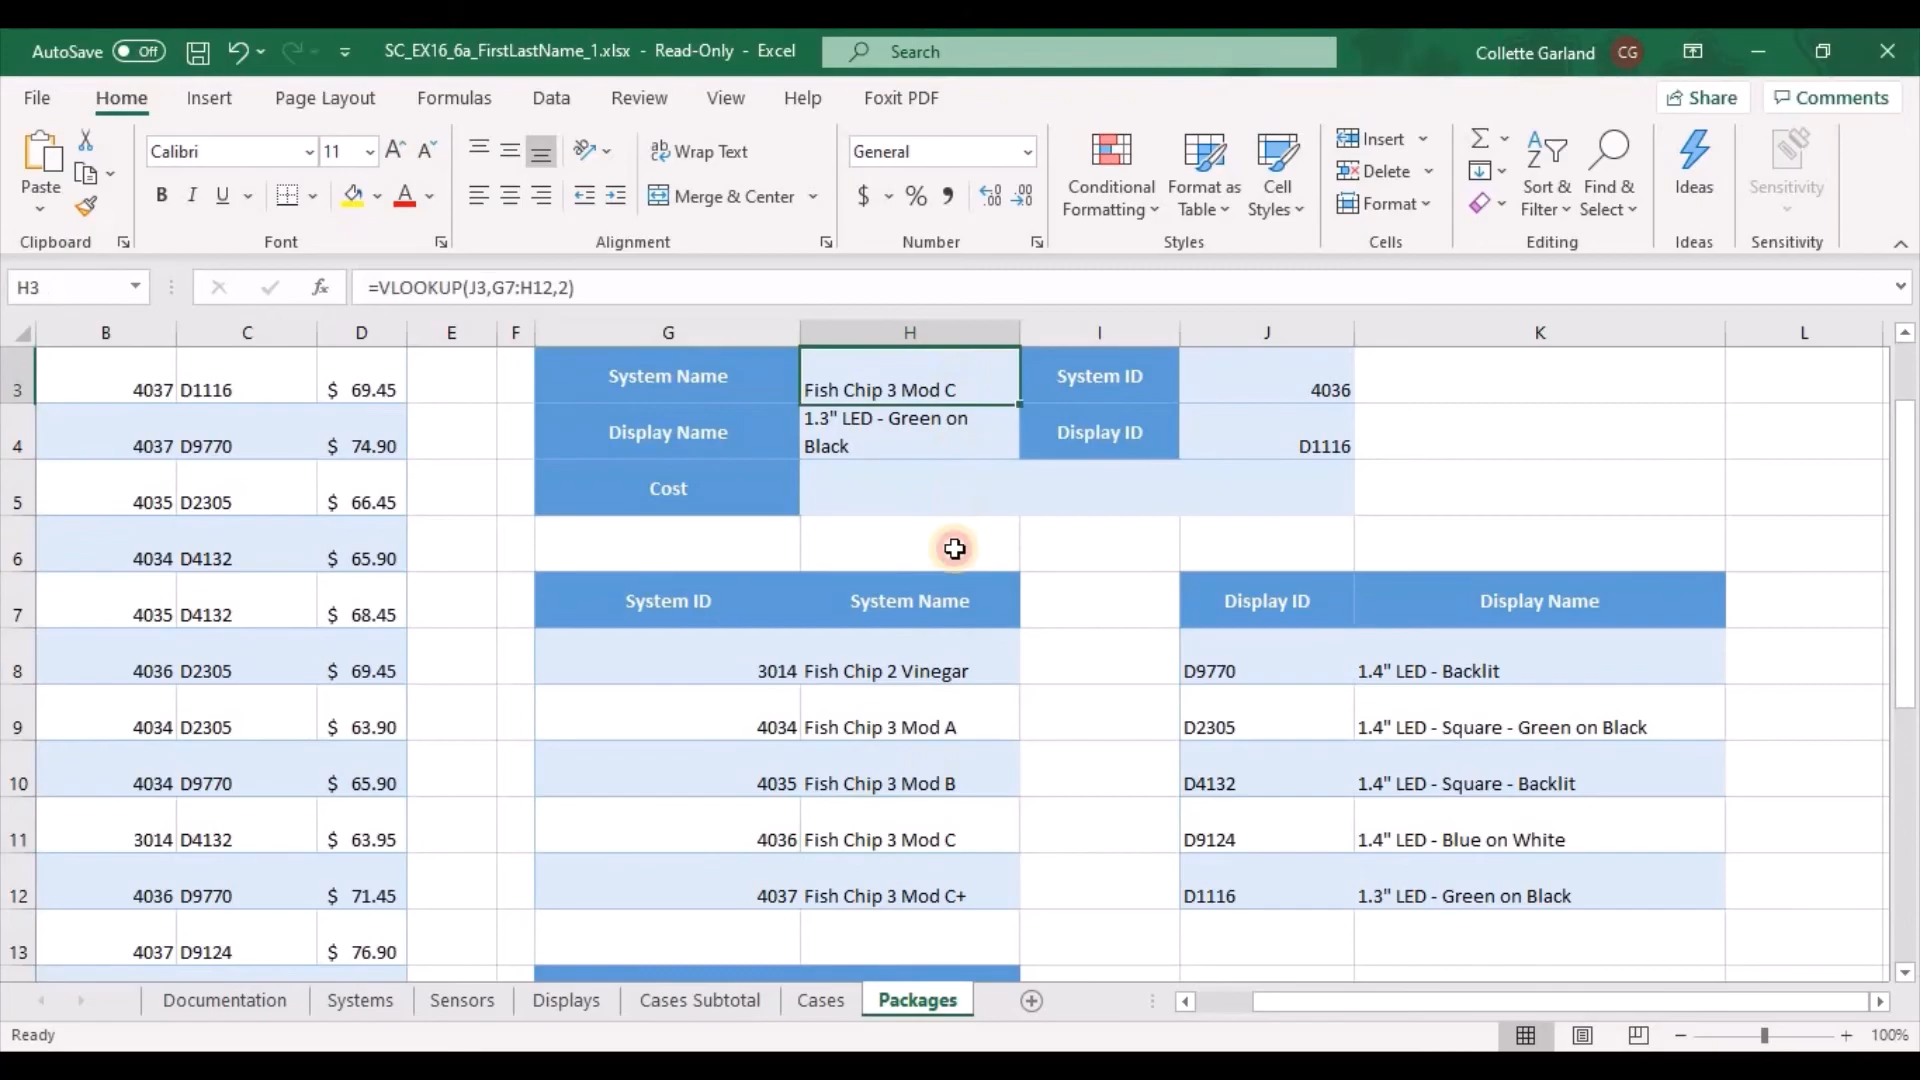 AutoSave Off SC_EX16_6a_FirstLastName_1.xlsx - Read-Only - Excel Search Collette Garland CG
File Home Insert Page Layout Formulas Data Review View Help Foxit PDF Share Comments
Paste
Clipboard
Calibri 11
B I U
Font
Wrap Text
Merge & Center
Alignment
General
$ % ,
Number
Conditional Formatting
Format as Table
Cell Styles
Styles
Insert
Delete
Format
Cells
Sort & Filter
Find & Select
Editing
Ideas
Ideas
Sensitivity
Sensitivity
H3 fx =VLOOKUP(J3,G7:H12,2)
B C D E F G H I J K L
3 4037 D1116 $ 69.45 System Name Fish Chip 3 Mod C System ID 4036
4 4037 D9770 $ 74.90 Display Name 1.3" LED - Green on Black Display ID D1116
5 4035 D2305 $ 66.45 Cost
6 4034 D4132 $ 65.90
7 4035 D4132 $ 68.45 System ID System Name Display ID Display Name
8 4036 D2305 $ 69.45 3014 Fish Chip 2 Vinegar D9770 1.4" LED - Backlit
9 4034 D2305 $ 63.90 4034 Fish Chip 3 Mod A D2305 1.4" LED - Square - Green on Black
10 4034 D9770 $ 65.90 4035 Fish Chip 3 Mod B D4132 1.4" LED - Square - Backlit
11 3014 D4132 $ 63.95 4036 Fish Chip 3 Mod C D9124 1.4" LED - Blue on White
12 4036 D9770 $ 71.45 4037 Fish Chip 3 Mod C+ D1116 1.3" LED - Green on Black
13 4037 D9124 $ 76.90
Documentation Systems Sensors Displays Cases Subtotal Cases Packages
Ready 100%